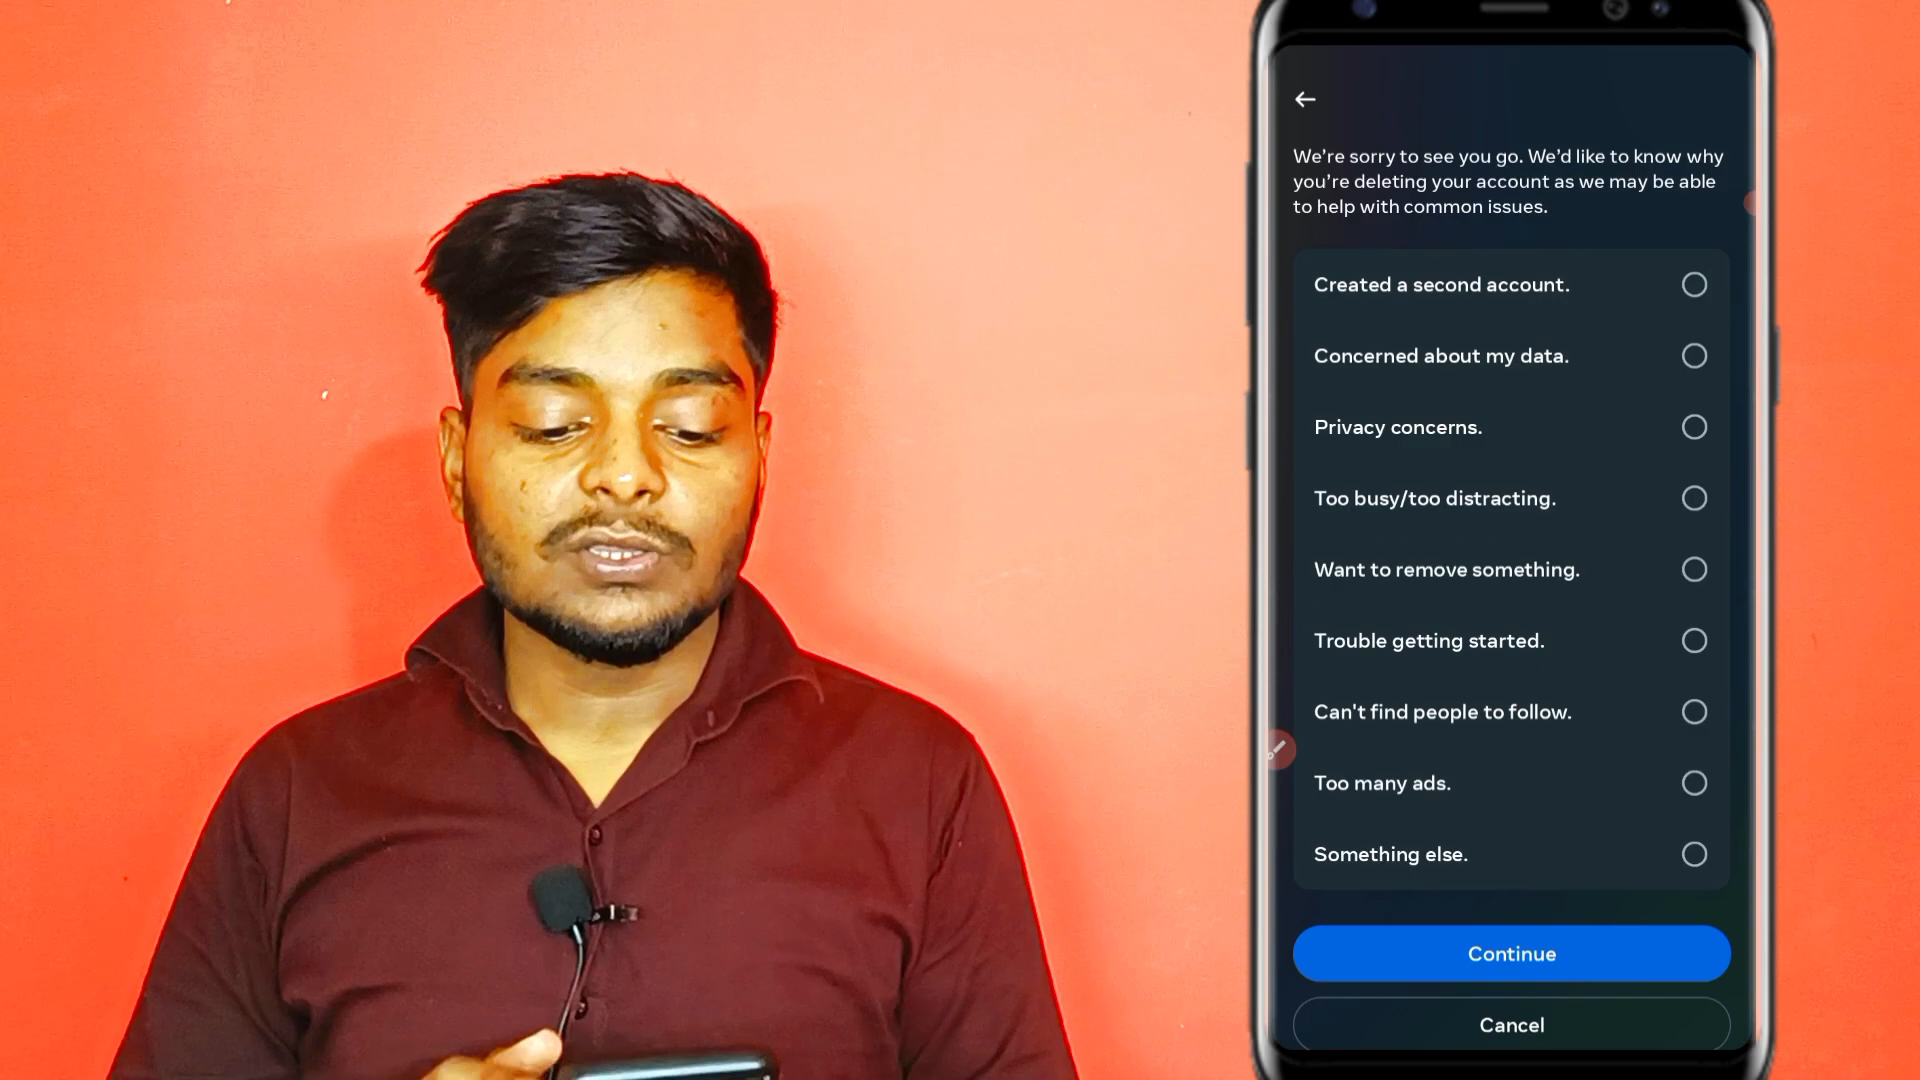 We’re sorry to see you go. We’d like to know why
you’re deleting your account as we may be able
to help with common issues.
Created a second account.
Concerned about my data.
Privacy concerns.
Too busy/too distracting.
Want to remove something.
Trouble getting started.
Can't find people to follow.
Too many ads.
Something else.
Continue
Cancel